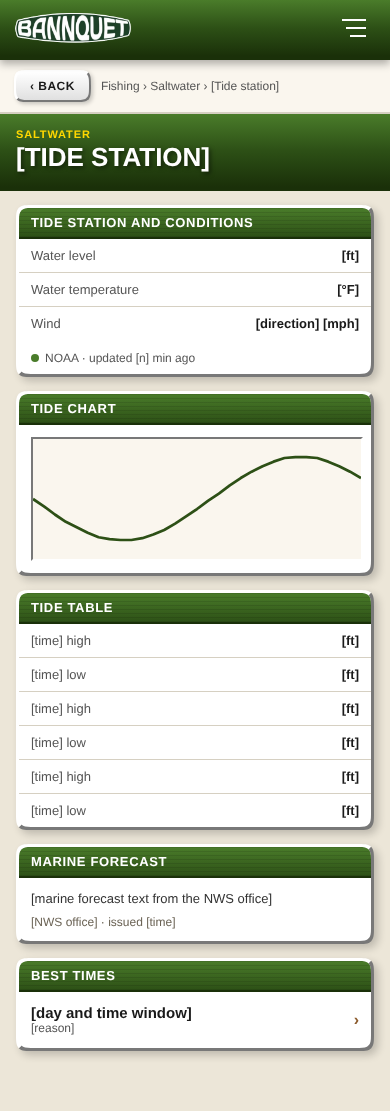 BANNQUET
‹ BACK
Fishing › Saltwater › [Tide station]
SALTWATER
[TIDE STATION]
TIDE STATION AND CONDITIONS
Water level [ft]
Water temperature [°F]
Wind [direction] [mph]
NOAA · updated [n] min ago
TIDE CHART
TIDE TABLE
[time] high [ft]
[time] low [ft]
[time] high [ft]
[time] low [ft]
[time] high [ft]
[time] low [ft]
MARINE FORECAST
[marine forecast text from the NWS office]
[NWS office] · issued [time]
BEST TIMES
[day and time window]
[reason]
›